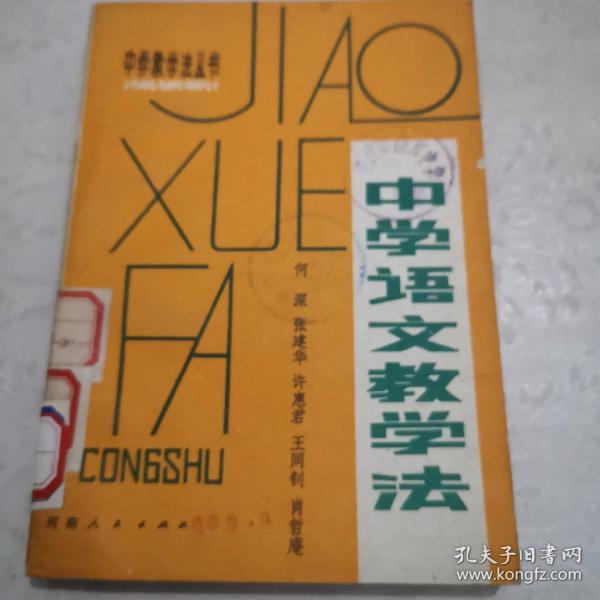 中学教学法丛书
JIAO
XUE
FA
CONGSHU
中学语文教学法
何深 张建华 许惠君 王同钊 肖哲庵
河南人民出版社
孔夫子旧书网
www.kongfz.com